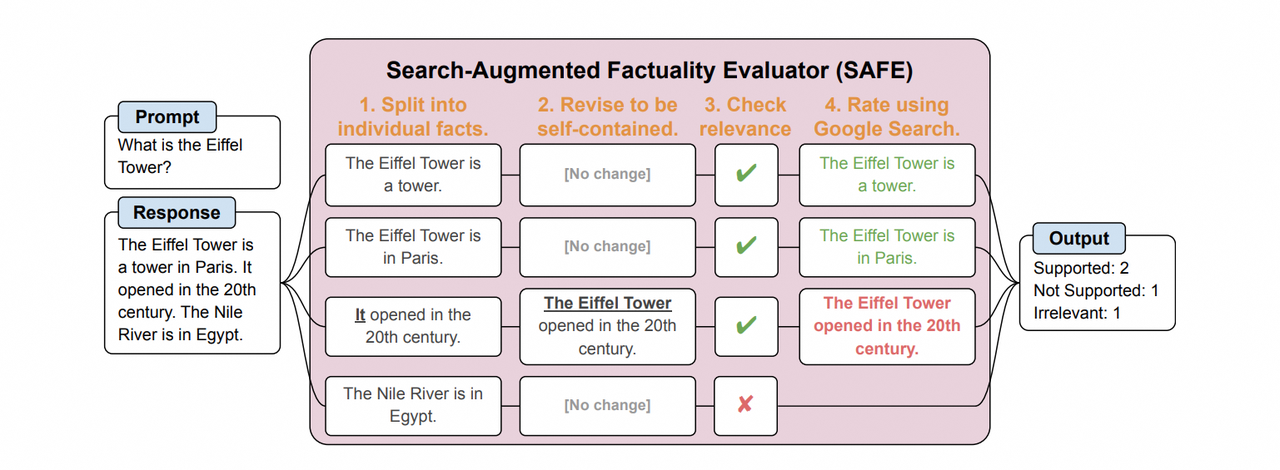 Search-Augmented Factuality Evaluator (SAFE)
1. Split into
individual facts.
2. Revise to be
self-contained.
3. Check
relevance
4. Rate using
Google Search.
Prompt
What is the Eiffel
Tower?
Response
The Eiffel Tower is
a tower in Paris. It
opened in the 20th
century. The Nile
River is in Egypt.
The Eiffel Tower is
a tower.
[No change]
✔
The Eiffel Tower is
a tower.
The Eiffel Tower is
in Paris.
[No change]
✔
The Eiffel Tower is
in Paris.
It opened in the
20th century.
The Eiffel Tower
opened in the 20th
century.
✔
The Eiffel Tower
opened in the 20th
century.
The Nile River is in
Egypt.
[No change]
✘
Output
Supported: 2
Not Supported: 1
Irrelevant: 1